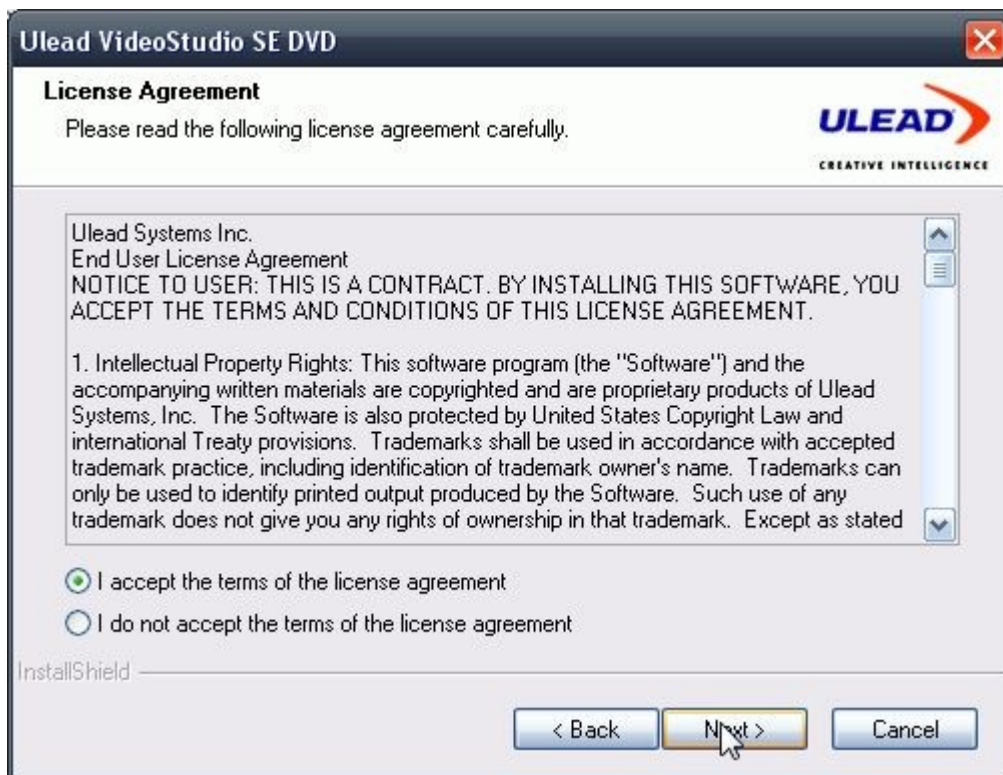 Ulead VideoStudio SE DVD
License Agreement
Please read the following license agreement carefully.
ULEAD
CREATIVE INTELLIGENCE
Ulead Systems Inc.
End User License Agreement
NOTICE TO USER: THIS IS A CONTRACT. BY INSTALLING THIS SOFTWARE, YOU
ACCEPT THE TERMS AND CONDITIONS OF THIS LICENSE AGREEMENT.
1. Intellectual Property Rights: This software program (the "Software") and the
accompanying written materials are copyrighted and are proprietary products of Ulead
Systems, Inc.  The Software is also protected by United States Copyright Law and
international Treaty provisions.  Trademarks shall be used in accordance with accepted
trademark practice, including identification of trademark owner's name.  Trademarks can
only be used to identify printed output produced by the Software.  Such use of any
trademark does not give you any rights of ownership in that trademark.  Except as stated
I accept the terms of the license agreement
I do not accept the terms of the license agreement
InstallShield
< Back
Next >
Cancel